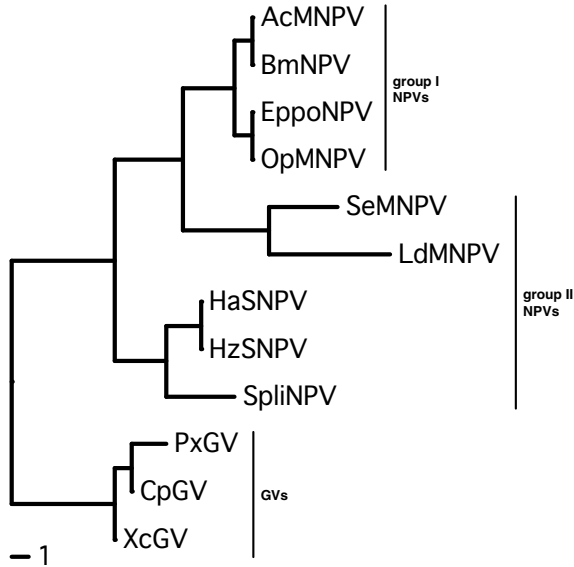 AcMNPV
BmNPV
EppoNPV
OpMNPV
group I
NPVs
SeMNPV
LdMNPV
HaSNPV
HzSNPV
SpliNPV
group II
NPVs
PxGV
CpGV
XcGV
GVs
1